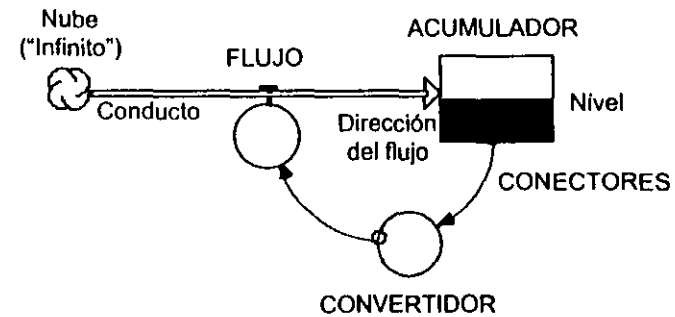 Nube
("Infinito")
FLUJO
ACUMULADOR
Conducto
Dirección
del flujo
Nivel
CONECTORES
CONVERTIDOR